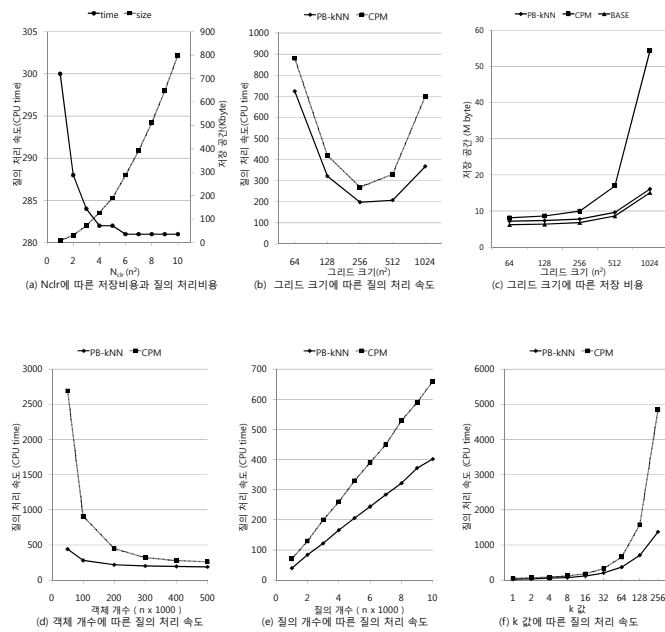 time size
질의 처리 속도(CPU time)
305
300
295
290
285
280
900
800
700
600
500
400
300
200
100
0
저장 공간(Kbyte)
0 2 4 6 8 10
Nclr(n²)
(a) Nclr에 따른 저장비용과 질의 처리비용
PB-kNN CPM
질의 처리 속도(CPU time)
1000
900
800
700
600
500
400
300
200
100
0
64 128 256 512 1024
그리드 크기(n²)
(b) 그리드 크기에 따른 질의 처리 속도
PB-kNN CPM BASE
저장 공간 (M byte)
60
50
40
30
20
10
0
64 128 256 512 1024
그리드 크기 (n²)
(c) 그리드 크기에 따른 저장 비용
PB-kNN CPM
질의 처리 속도 (CPU time)
3000
2500
2000
1500
1000
500
0
0 100 200 300 400 500
객체 개수 ( n x 1000 )
(d) 객체 개수에 따른 질의 처리 속도
PB-kNN CPM
질의 처리 속도 (CPU time)
700
600
500
400
300
200
100
0
0 2 4 6 8 10
질의 개수 ( n x 1000 )
(e) 질의 개수에 따른 질의 처리 속도
PB-kNN CPM
질의 처리 속도 (CPU time)
6000
5000
4000
3000
2000
1000
0
1 2 4 8 16 32 64 128 256
k 값
(f) k 값에 따른 질의 처리 속도